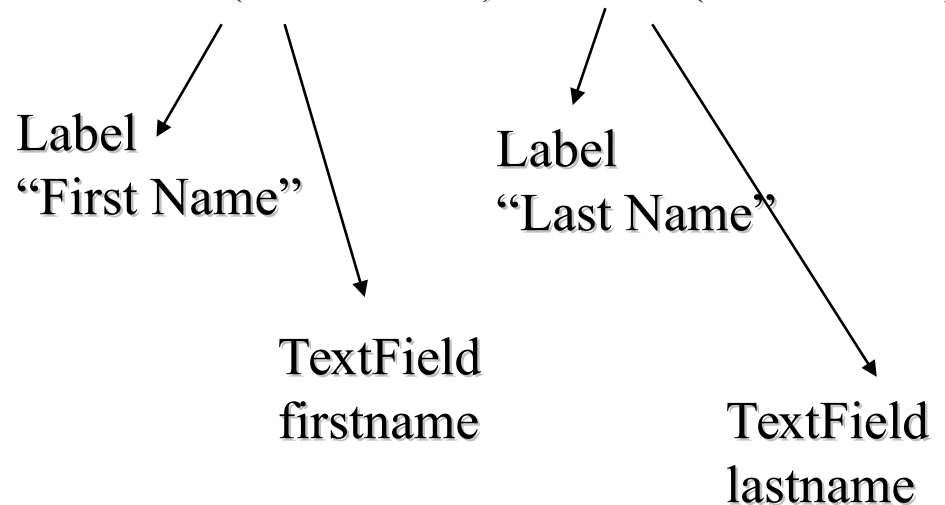 Label
“First Name”
Label
“Last Name”
TextField
firstname
TextField
lastname